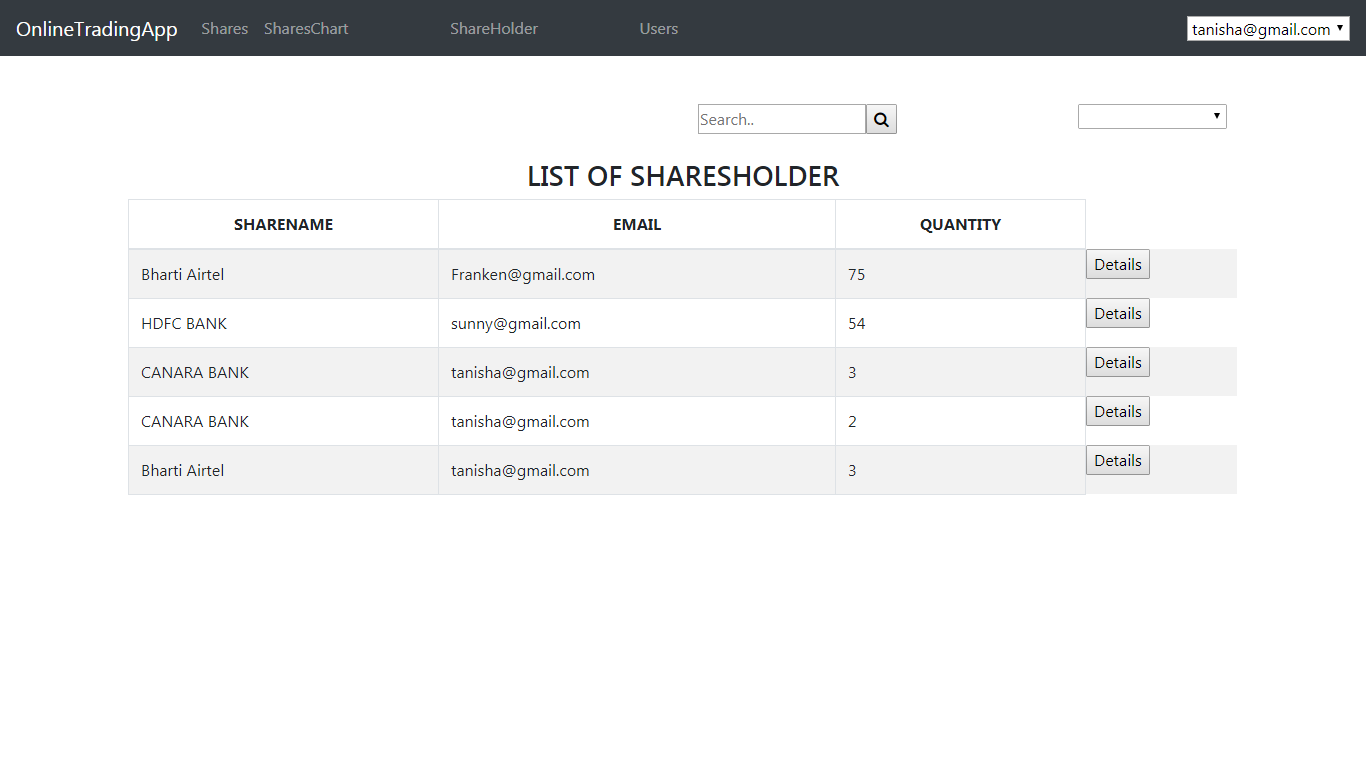 OnlineTradingApp Shares SharesChart ShareHolder Users tanisha@gmail.com
Search..
LIST OF SHARESHOLDER
SHARENAME EMAIL QUANTITY
Bharti Airtel Franken@gmail.com 75 Details
HDFC BANK sunny@gmail.com 54 Details
CANARA BANK tanisha@gmail.com 3 Details
CANARA BANK tanisha@gmail.com 2 Details
Bharti Airtel tanisha@gmail.com 3 Details